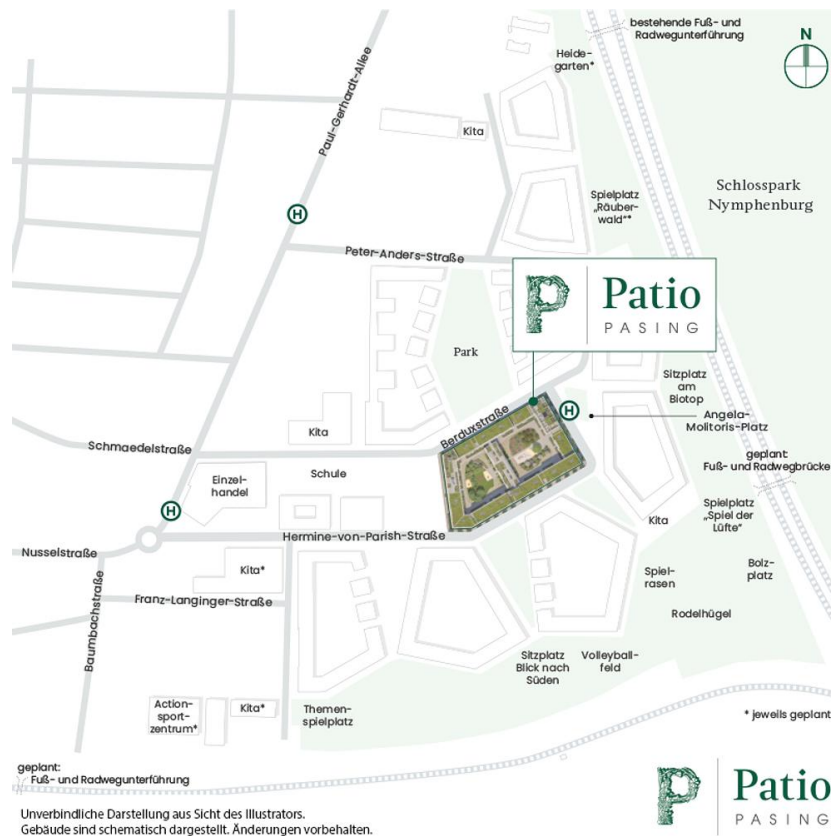 bestehende Fuß- und
Radwegunterführung
N
Heide-
garten*
Paul-Gerhardt-Allee
Kita
Schlosspark
Nymphenburg
Spielplatz
„Räuber-
wald“*
H
Peter-Anders-Straße
P
Patio
PASING
Park
Sitzplatz
am
Biotop
H
Angela-
Molitoris-Platz
Berduxstraße
Kita
Schmaedelstraße
geplant:
Fuß- und Radwegbrücke
Schule
Einzel-
handel
Spielplatz
„Spiel der
Lüfte“
H
Kita
Hermine-von-Parish-Straße
Nusselstraße
Kita*
Spiel-
rasen
Bolz-
platz
Franz-Langinger-Straße
Rodelhügel
Baumbachstraße
Sitzplatz
Blick nach
Süden
Volleyball-
feld
Action-
sport-
zentrum*
Kita*
Themen-
spielplatz
* jeweils geplant
geplant:
Fuß- und Radwegunterführung
P
Patio
PASING
Unverbindliche Darstellung aus Sicht des Illustrators.
Gebäude sind schematisch dargestellt. Änderungen vorbehalten.